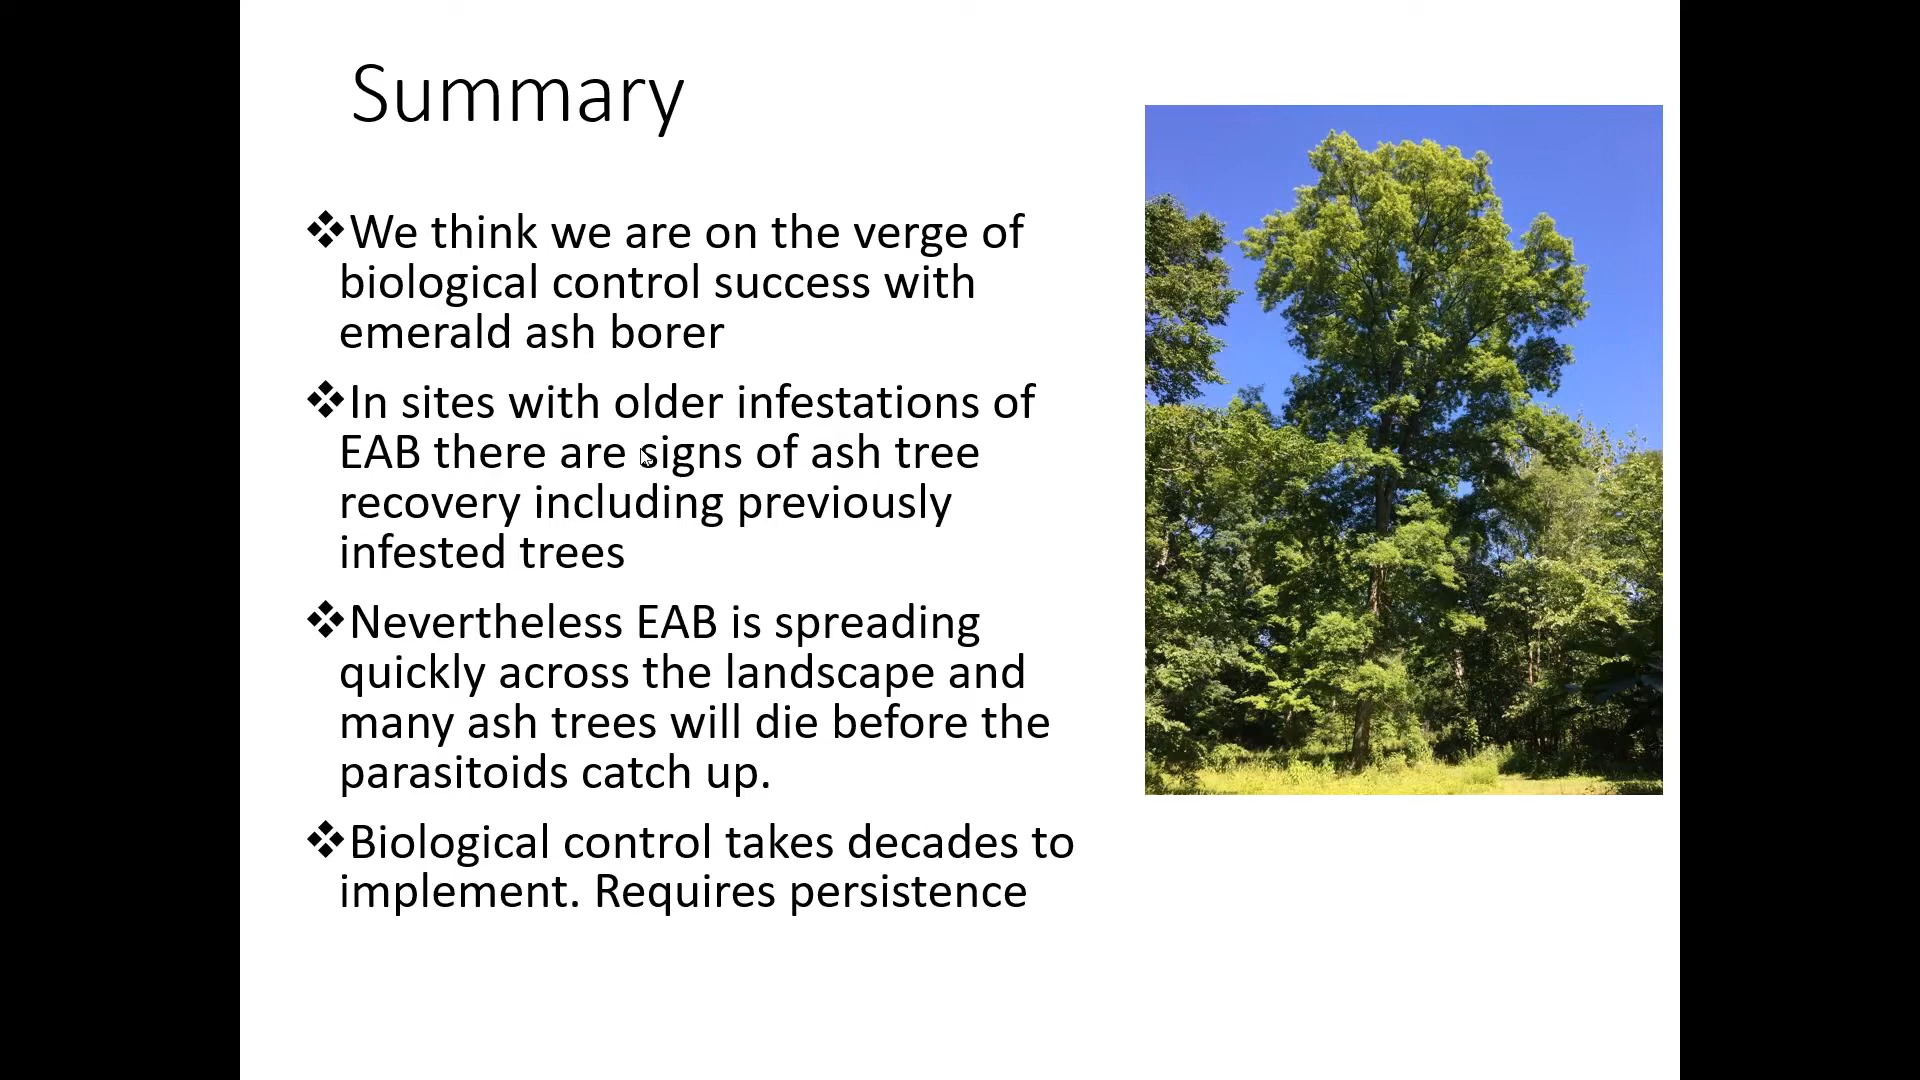 Summary
❖We think we are on the verge of
biological control success with
emerald ash borer
❖In sites with older infestations of
EAB there are signs of ash tree
recovery including previously
infested trees
❖Nevertheless EAB is spreading
quickly across the landscape and
many ash trees will die before the
parasitoids catch up.
❖Biological control takes decades to
implement. Requires persistence